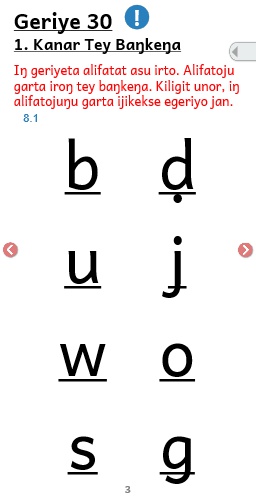 Geriye 30 !
1. Kanar Tey Baŋkeŋa
Iŋ geriyeta alifatat asu irto. Alifatoju
garta iroŋ tey baŋkeŋa. Kiligit unor, iŋ
alifatojuŋu garta ijikekse egeriyo jan.
8.1
b ḍ
u j
w o
s g
3